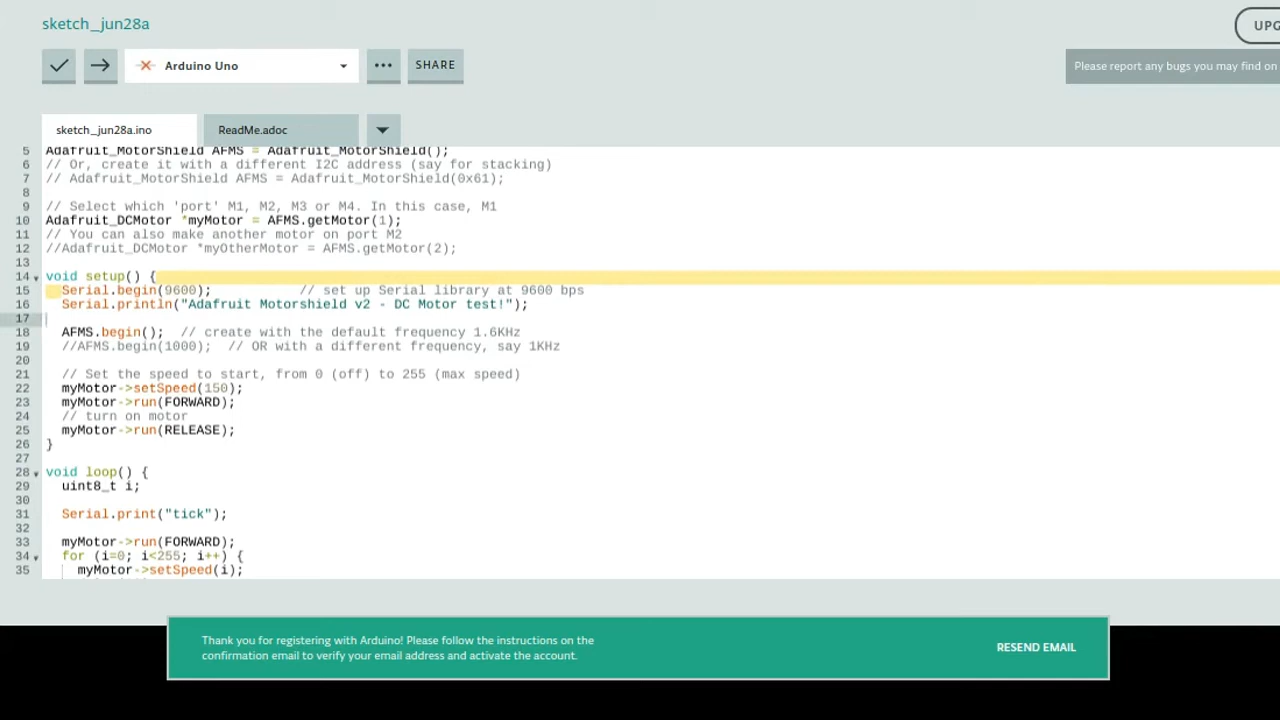 sketch_jun28a
UPG
Arduino Uno
SHARE
Please report any bugs you may find on
sketch_jun28a.ino
ReadMe.adoc
5 Adafruit_MotorShield AFMS = Adafruit_MotorShield();
6 // Or, create it with a different I2C address (say for stacking)
7 // Adafruit_MotorShield AFMS = Adafruit_MotorShield(0x61);
8
9 // Select which 'port' M1, M2, M3 or M4. In this case, M1
10 Adafruit_DCMotor *myMotor = AFMS.getMotor(1);
11 // You can also make another motor on port M2
12 //Adafruit_DCMotor *myOtherMotor = AFMS.getMotor(2);
13
14 void setup() {
15 Serial.begin(9600); // set up Serial library at 9600 bps
16 Serial.println("Adafruit Motorshield v2 - DC Motor test!");
17
18 AFMS.begin(); // create with the default frequency 1.6KHz
19 //AFMS.begin(1000); // OR with a different frequency, say 1KHz
20
21 // Set the speed to start, from 0 (off) to 255 (max speed)
22 myMotor->setSpeed(150);
23 myMotor->run(FORWARD);
24 // turn on motor
25 myMotor->run(RELEASE);
26 }
27
28 void loop() {
29 uint8_t i;
30
31 Serial.print("tick");
32
33 myMotor->run(FORWARD);
34 for (i=0; i<255; i++) {
35 myMotor->setSpeed(i);
Thank you for registering with Arduino! Please follow the instructions on the
confirmation email to verify your email address and activate the account.
RESEND EMAIL